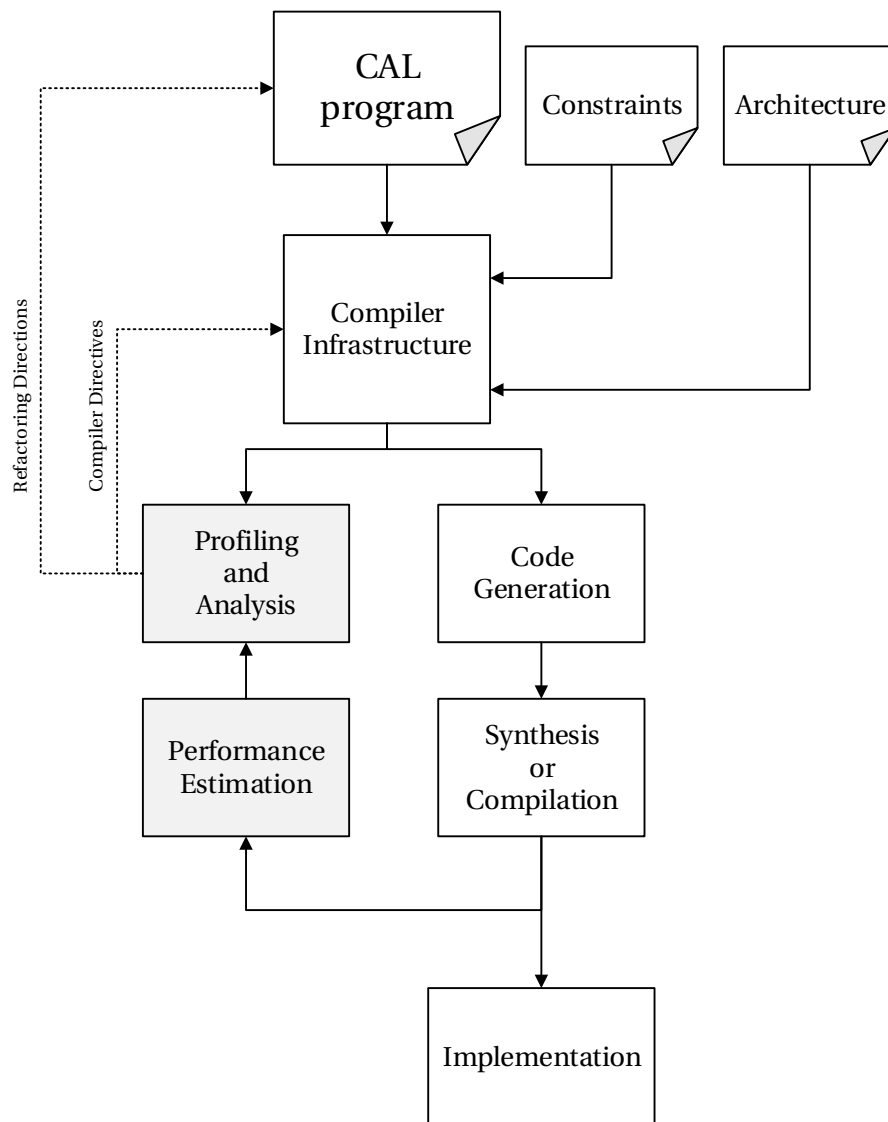 CAL
program
Constraints
Architecture
Compiler
Infrastructure
Refactoring Directions
Compiler Directives
Profiling
and
Analysis
Code
Generation
Performance
Estimation
Synthesis
or
Compilation
Implementation